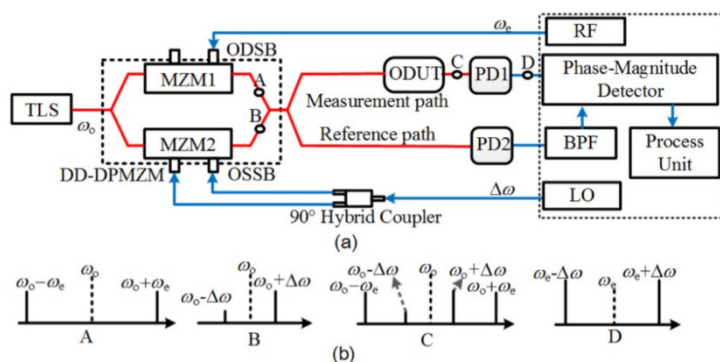 ODSB
ωe
RF
MZM1
A
ODUT
C
PD1
D
Phase-Magnitude
Detector
TLS
ωo
Measurement path
B
Reference path
MZM2
PD2
BPF
Process
Unit
DD-DPMZM
OSSB
Δω
LO
90° Hybrid Coupler
(a)
ωo-ωe
ωo
ωo+ωe
A
ωo-Δω
ωo
ωo+Δω
B
ωo-Δω
ωo-ωe
ωo
ωo+Δω
ωo+ωe
C
ωe-Δω
ωe
ωe+Δω
D
(b)